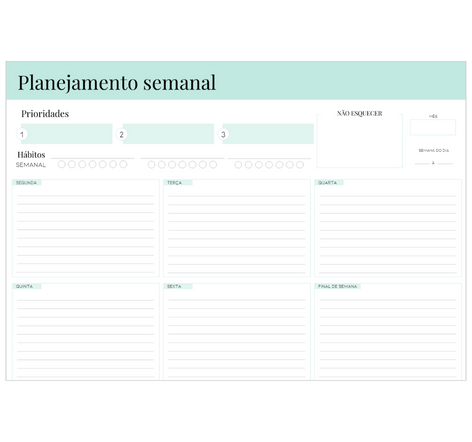 Planejamento semanal
Prioridades
NÃO ESQUECER
MÊS
1 2 3
SEMANA DO DIA
Hábitos
SEMANAL
A
SEGUNDA TERÇA QUARTA
QUINTA SEXTA FINAL DE SEMANA